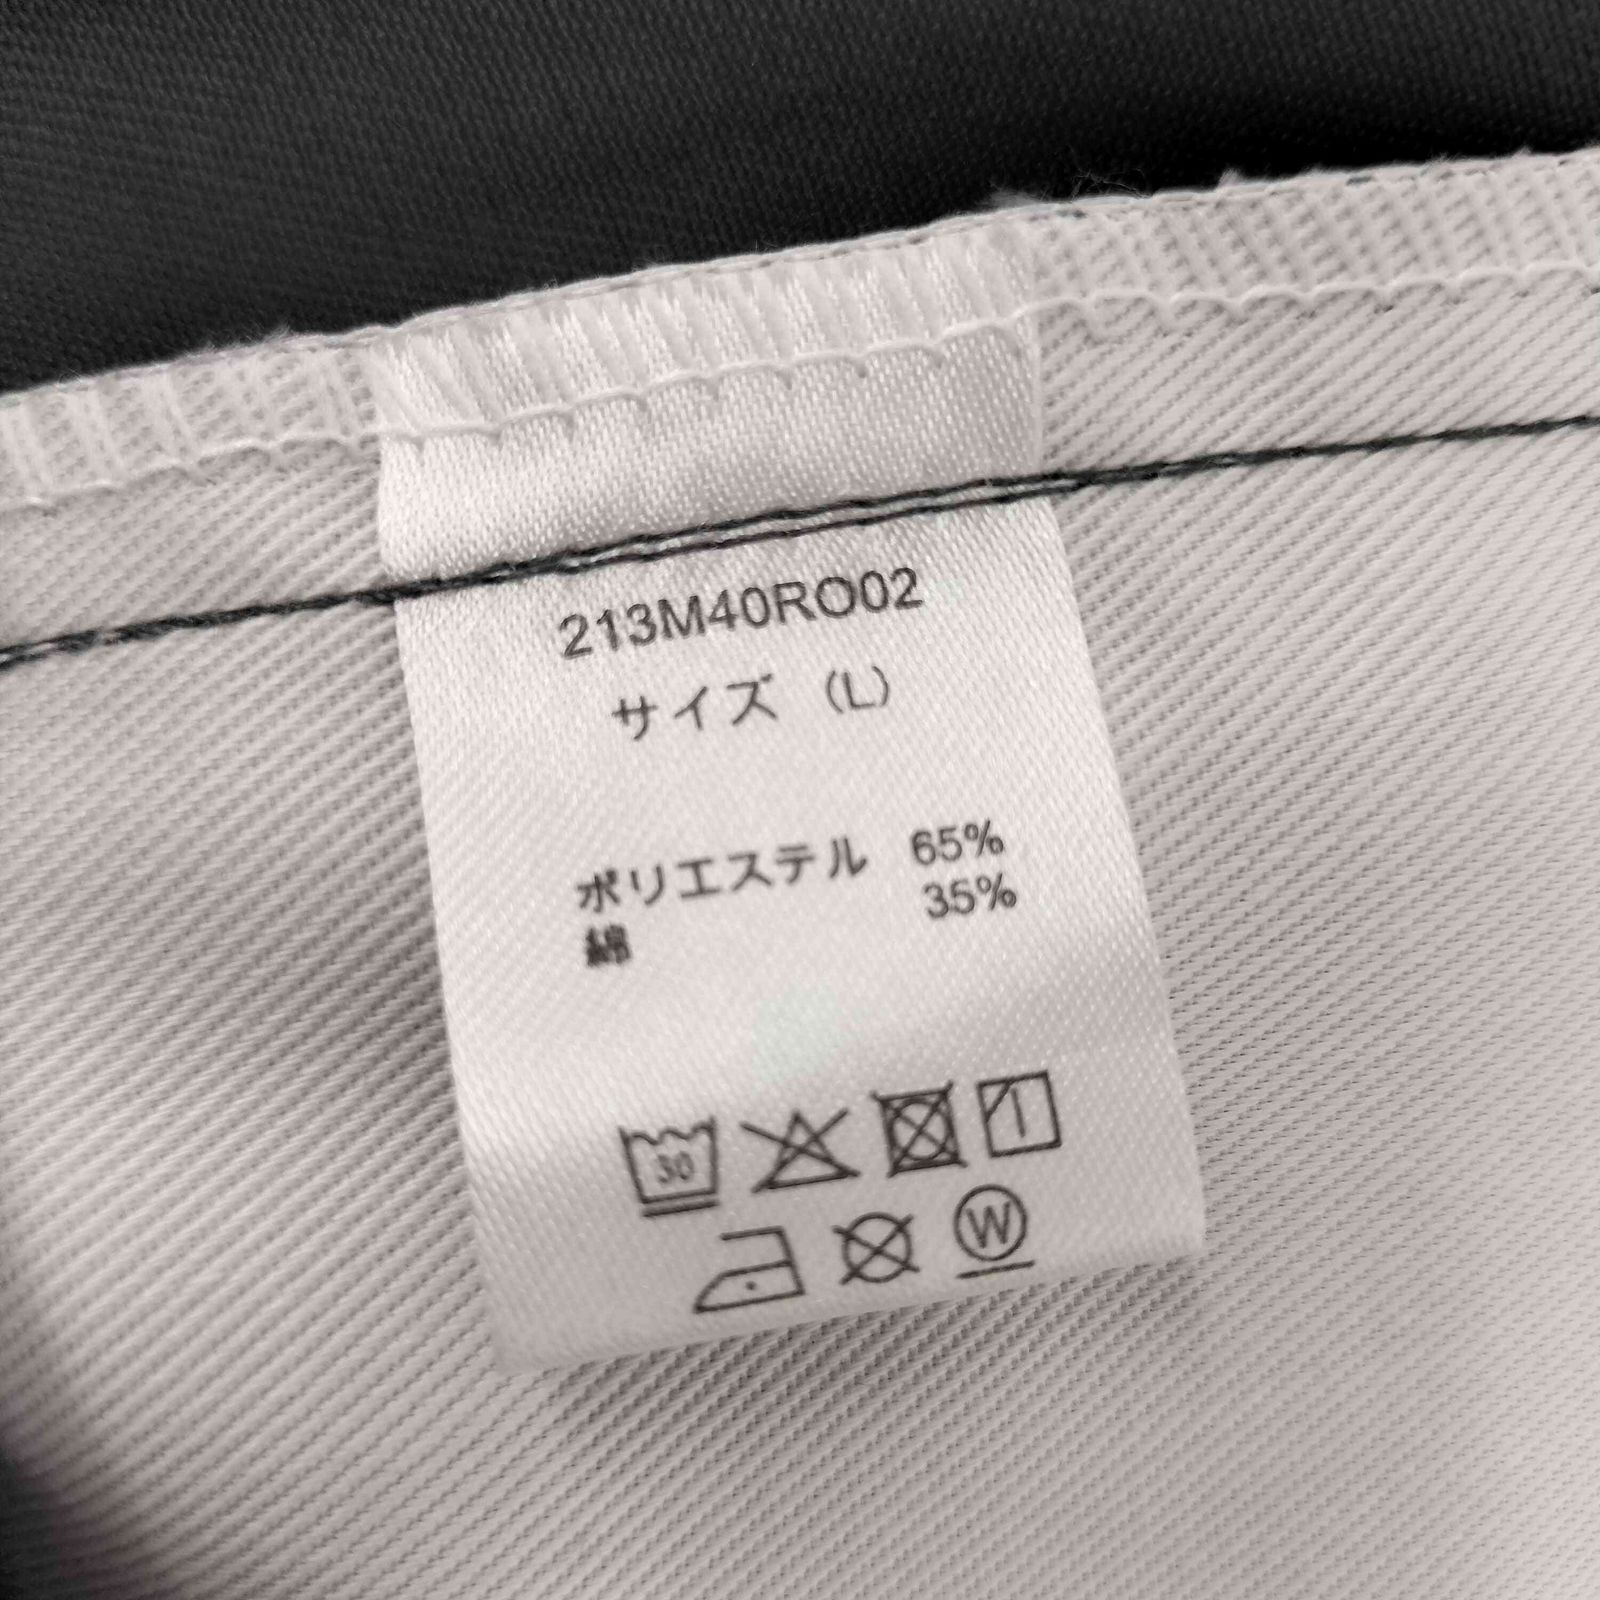 213M40RO02
サイズ (L)
ポリエステル 65%
綿 35%
30
W